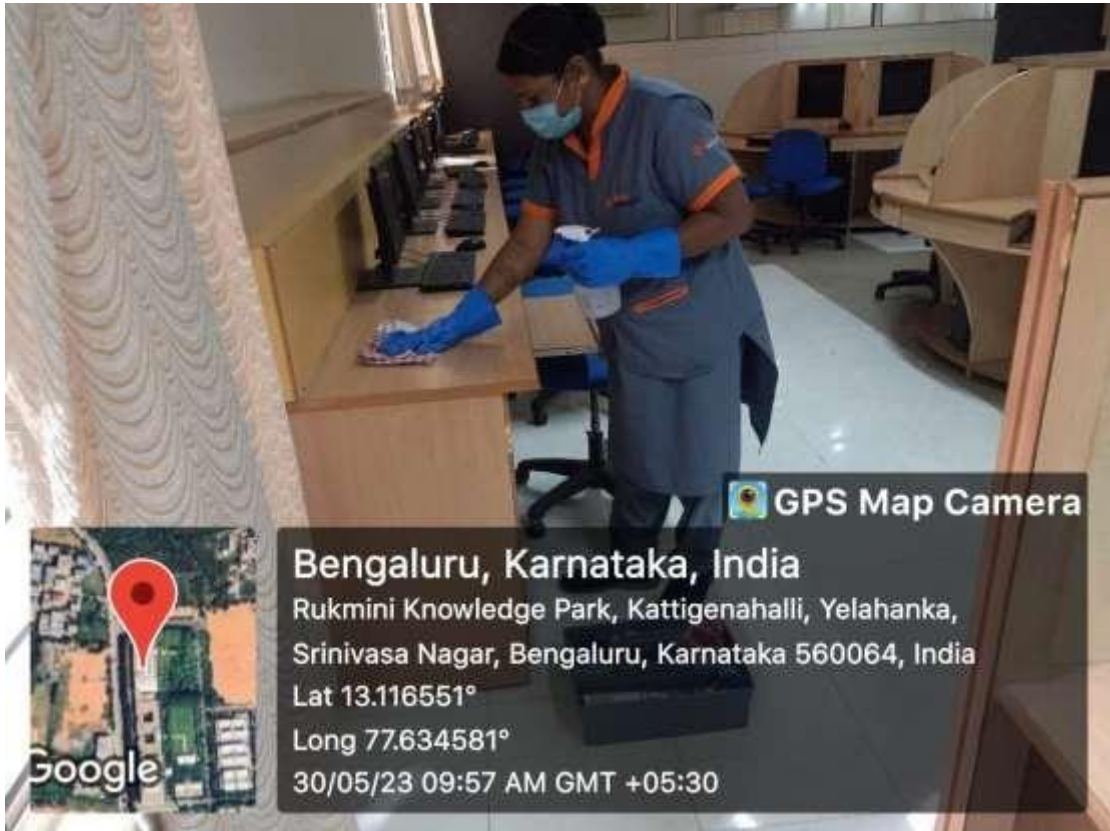 GPS Map Camera
Bengaluru, Karnataka, India
Rukmini Knowledge Park, Kattigenahalli, Yelahanka,
Srinivasa Nagar, Bengaluru, Karnataka 560064, India
Lat 13.116551°
Long 77.634581°
30/05/23 09:57 AM GMT +05:30
Google